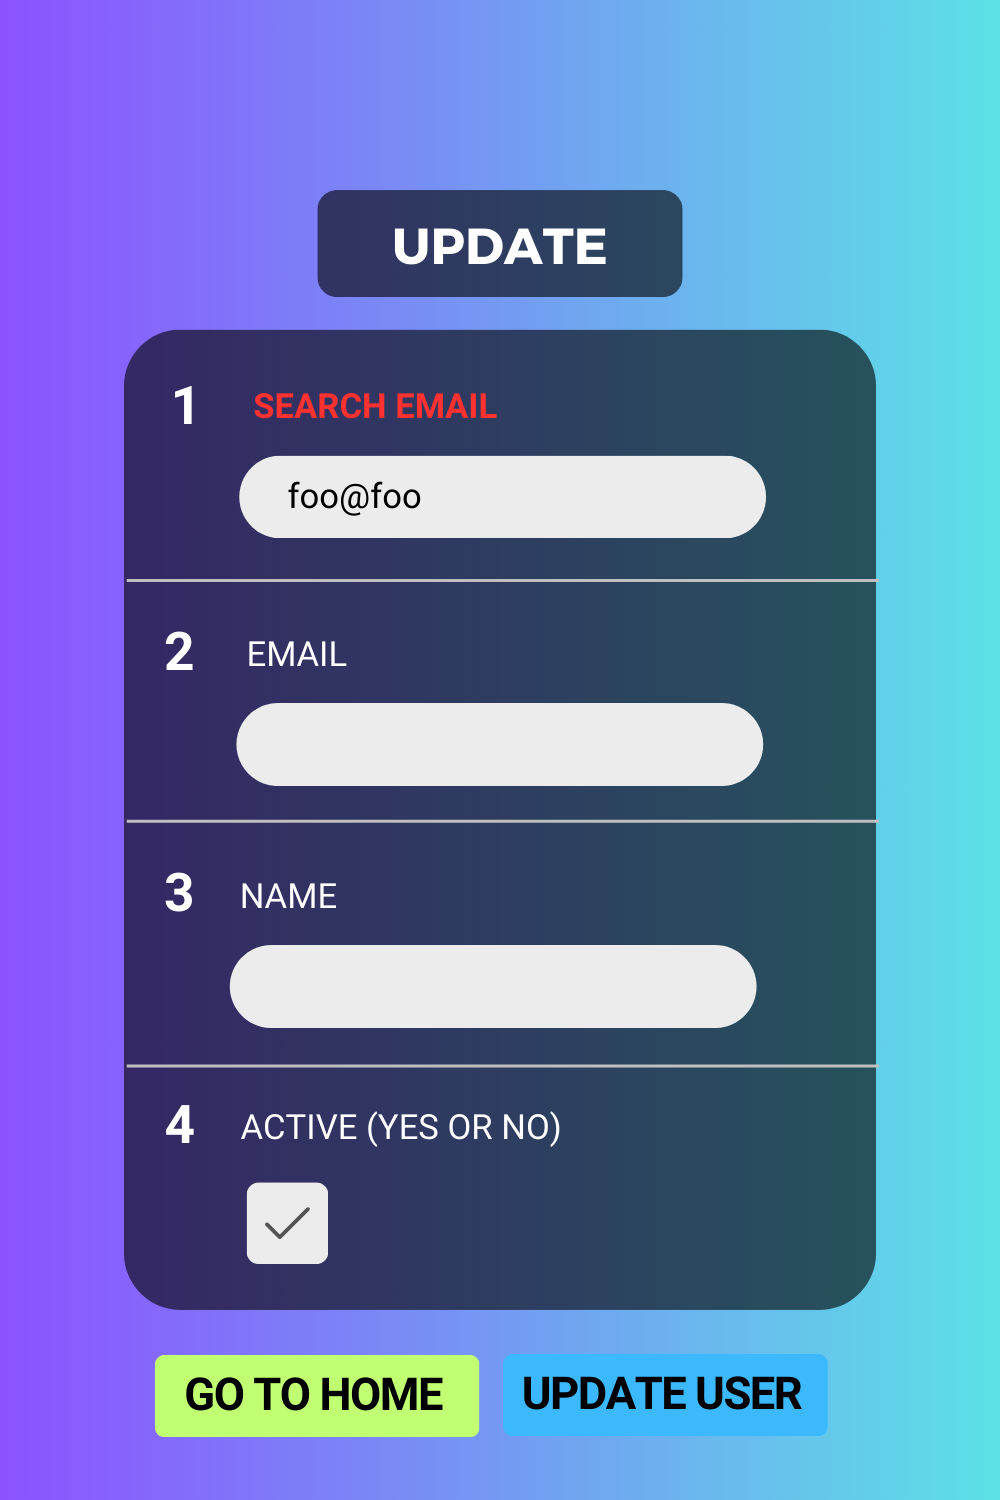 UPDATE
1 SEARCH EMAIL
foo@foo
2 EMAIL
3 NAME
4 ACTIVE (YES OR NO)
GO TO HOME UPDATE USER